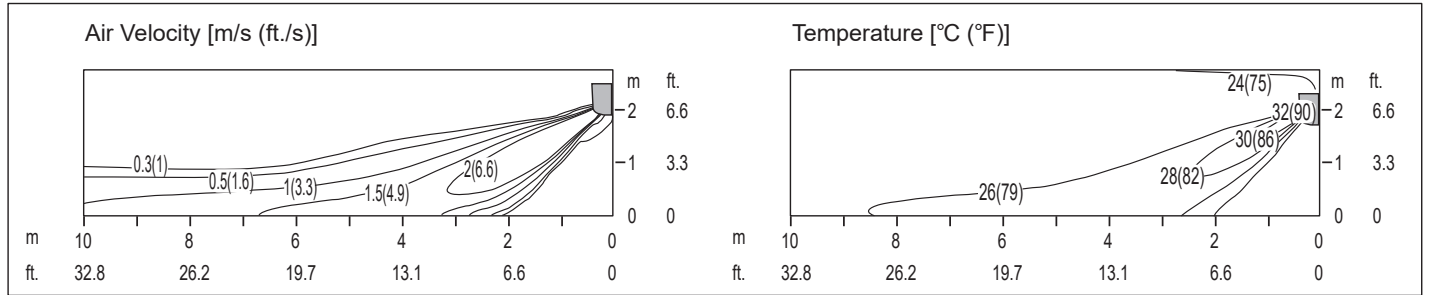 Air Velocity [m/s (ft./s)]
m ft.
2 6.6
1 3.3
0 0
0.3(1)
0.5(1.6)
1(3.3)
1.5(4.9)
2(6.6)
m 10 8 6 4 2 0
ft. 32.8 26.2 19.7 13.1 6.6 0
Temperature [°C (°F)]
m ft.
2 6.6
1 3.3
0 0
24(75)
32(90)
30(86)
28(82)
26(79)
m 10 8 6 4 2 0
ft. 32.8 26.2 19.7 13.1 6.6 0